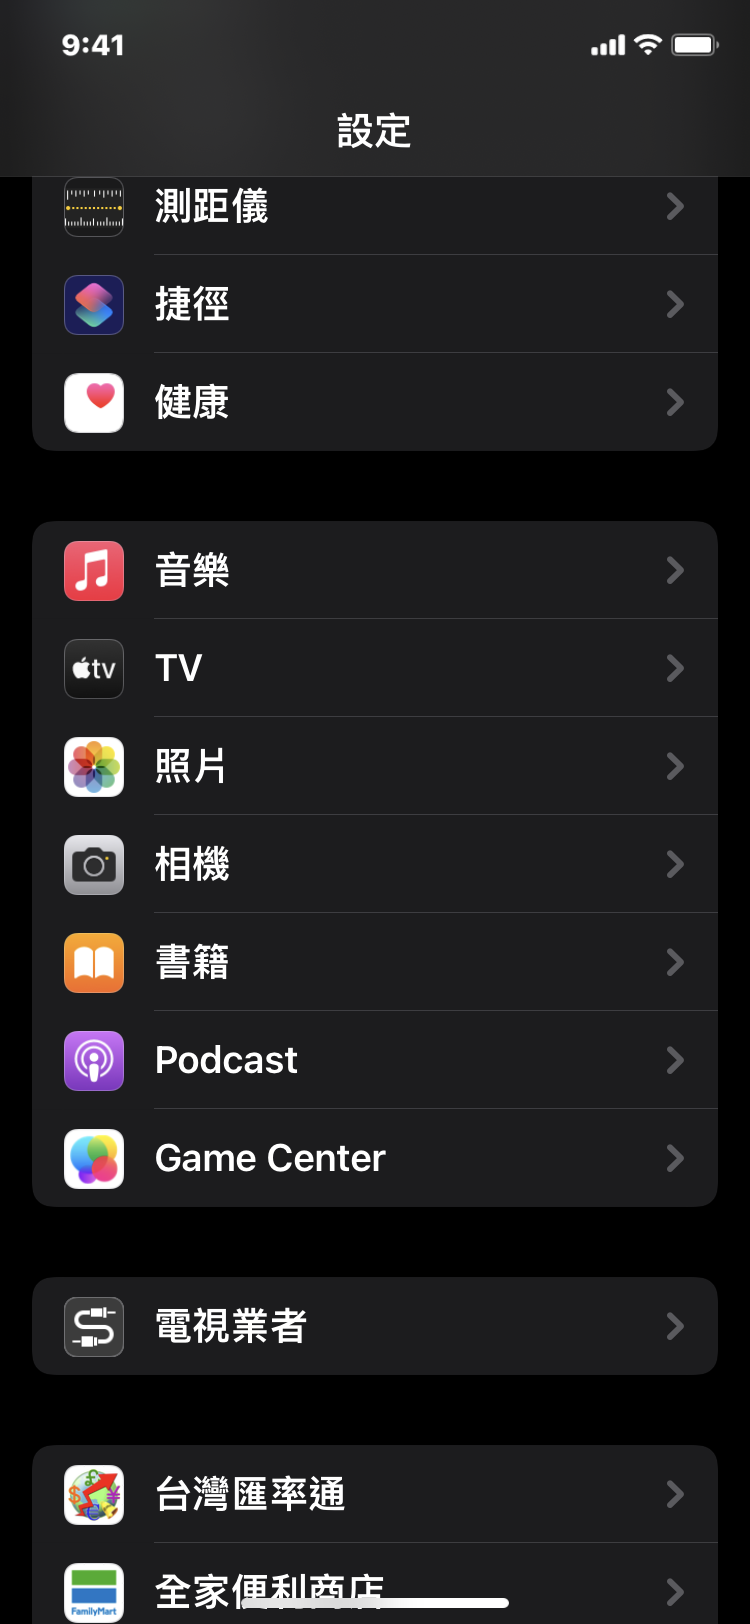 9:41
設定
測距儀
捷徑
健康
音樂
tv
TV
照片
相機
書籍
Podcast
Game Center
電視業者
台灣匯率通
全家便利商店
FamilyMart